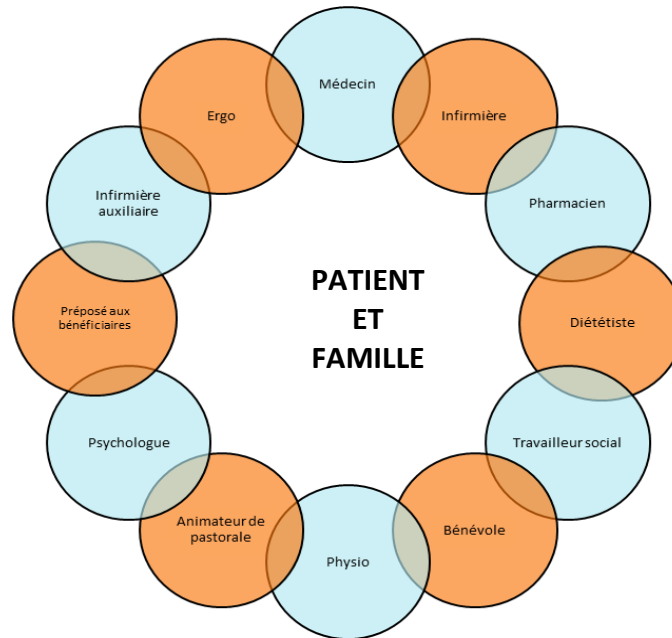 Médecin
Infirmière
Pharmacien
Diététiste
Travailleur social
Bénévole
Physio
Animateur de
pastorale
Psychologue
Préposé aux
bénéficiaires
Infirmière
auxiliaire
Ergo
PATIENT
ET
FAMILLE